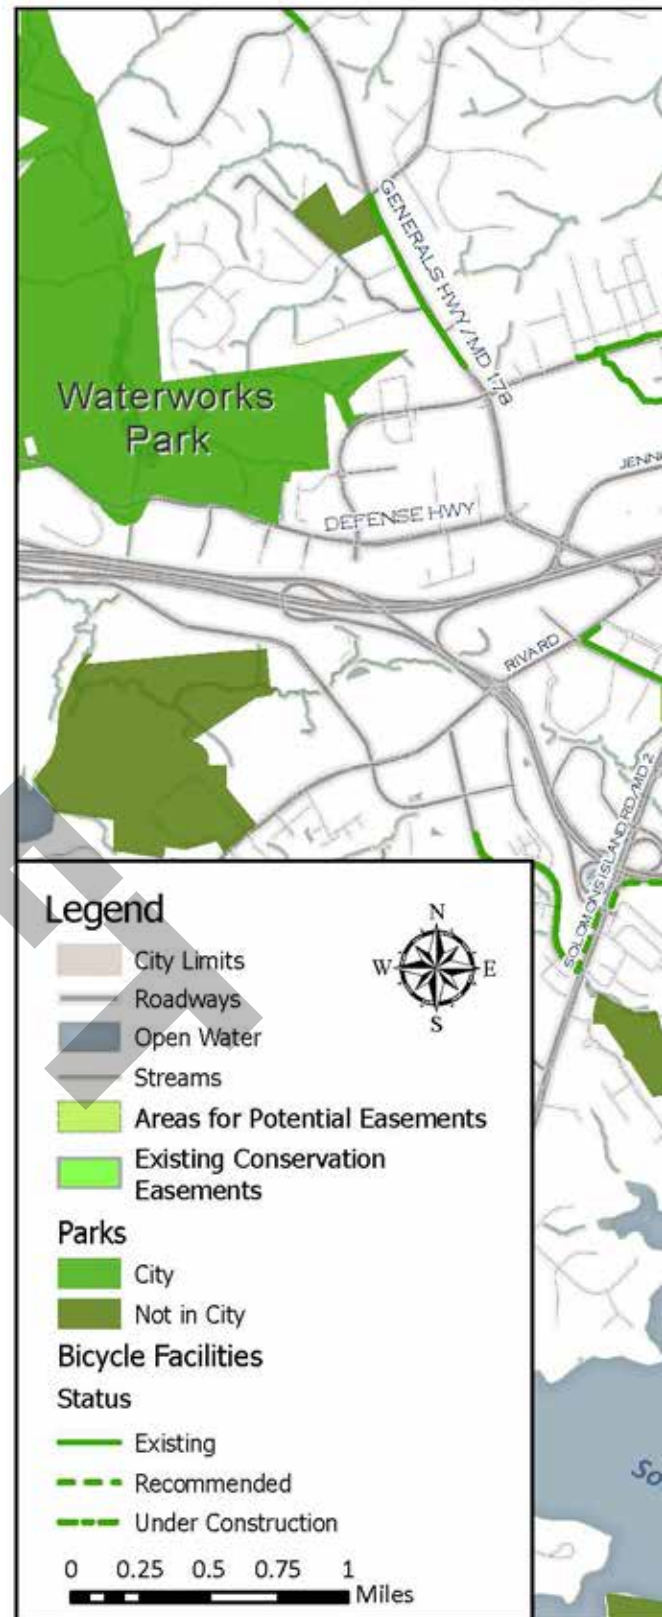 GENERALS HWY/MD 178
Waterworks
Park
JENN
DEFENSE HWY
RIVA RD
SOLOMONS ISLAND RD/MD 2
Legend
N
W
E
S
City Limits
Roadways
Open Water
Streams
Areas for Potential Easements
Existing Conservation
Easements
Parks
City
Not in City
Bicycle Facilities
Status
Existing
Recommended
Under Construction
0 0.25 0.5 0.75 1
Miles
So